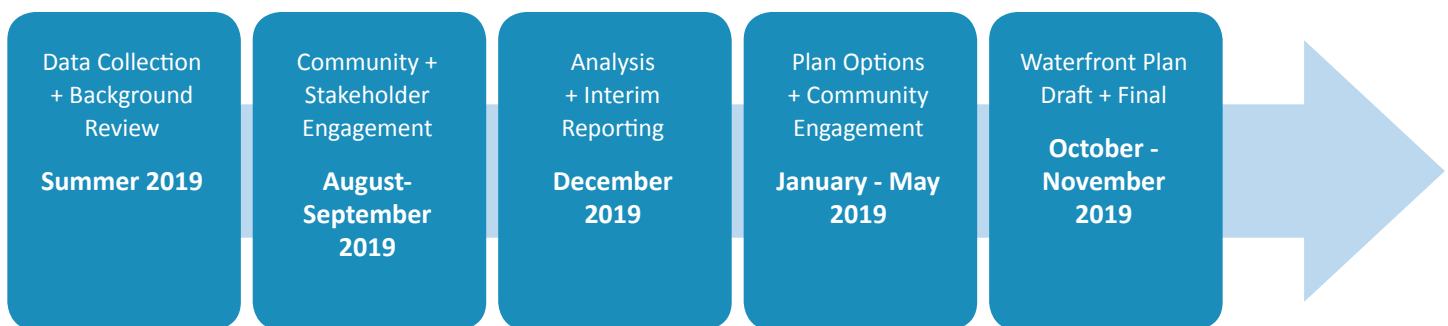 Data Collection
+ Background
Review
Summer 2019
Community +
Stakeholder
Engagement
August-
September
2019
Analysis
+ Interim
Reporting
December
2019
Plan Options
+ Community
Engagement
January - May
2019
Waterfront Plan
Draft + Final
October -
November
2019